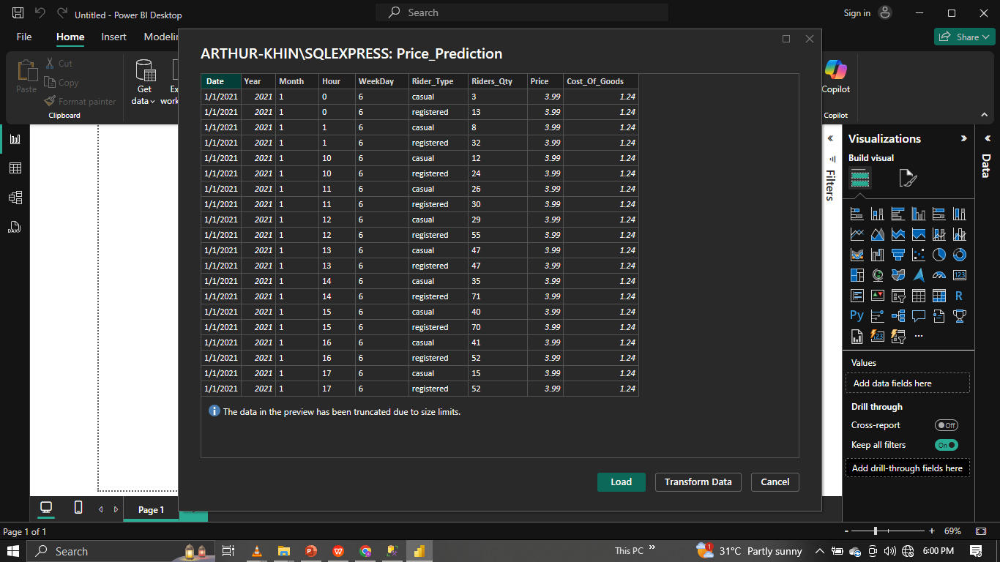 Untitled - Power BI Desktop
Search
Sign in
File
Home
Insert
Modelin
Share
Paste
Cut
Copy
Format painter
Clipboard
Get data
Ex
work
Copilot
Copilot
ARTHUR-KHIN\SQLEXPRESS: Price_Prediction
Date Year Month Hour WeekDay Rider_Type Riders_Qty Price Cost_Of_Goods
1/1/2021 2021 1 0 6 casual 3 3.99 1.24
1/1/2021 2021 1 0 6 registered 13 3.99 1.24
1/1/2021 2021 1 1 6 casual 8 3.99 1.24
1/1/2021 2021 1 1 6 registered 32 3.99 1.24
1/1/2021 2021 1 10 6 casual 12 3.99 1.24
1/1/2021 2021 1 10 6 registered 24 3.99 1.24
1/1/2021 2021 1 11 6 casual 26 3.99 1.24
1/1/2021 2021 1 11 6 registered 30 3.99 1.24
1/1/2021 2021 1 12 6 casual 29 3.99 1.24
1/1/2021 2021 1 12 6 registered 55 3.99 1.24
1/1/2021 2021 1 13 6 casual 47 3.99 1.24
1/1/2021 2021 1 13 6 registered 47 3.99 1.24
1/1/2021 2021 1 14 6 casual 35 3.99 1.24
1/1/2021 2021 1 14 6 registered 71 3.99 1.24
1/1/2021 2021 1 15 6 casual 40 3.99 1.24
1/1/2021 2021 1 15 6 registered 70 3.99 1.24
1/1/2021 2021 1 16 6 casual 41 3.99 1.24
1/1/2021 2021 1 16 6 registered 52 3.99 1.24
1/1/2021 2021 1 17 6 casual 15 3.99 1.24
1/1/2021 2021 1 17 6 registered 52 3.99 1.24
The data in the preview has been truncated due to size limits.
Load
Transform Data
Cancel
Filters
Visualizations
Data
Build visual
123
R
Py
123
...
Values
Add data fields here
Drill through
Cross-report
Off
Keep all filters
On
Add drill-through fields here
DAX
Page 1
Page 1 of 1
- + 69%
Search
This PC
1
31°C Partly sunny
6:00 PM